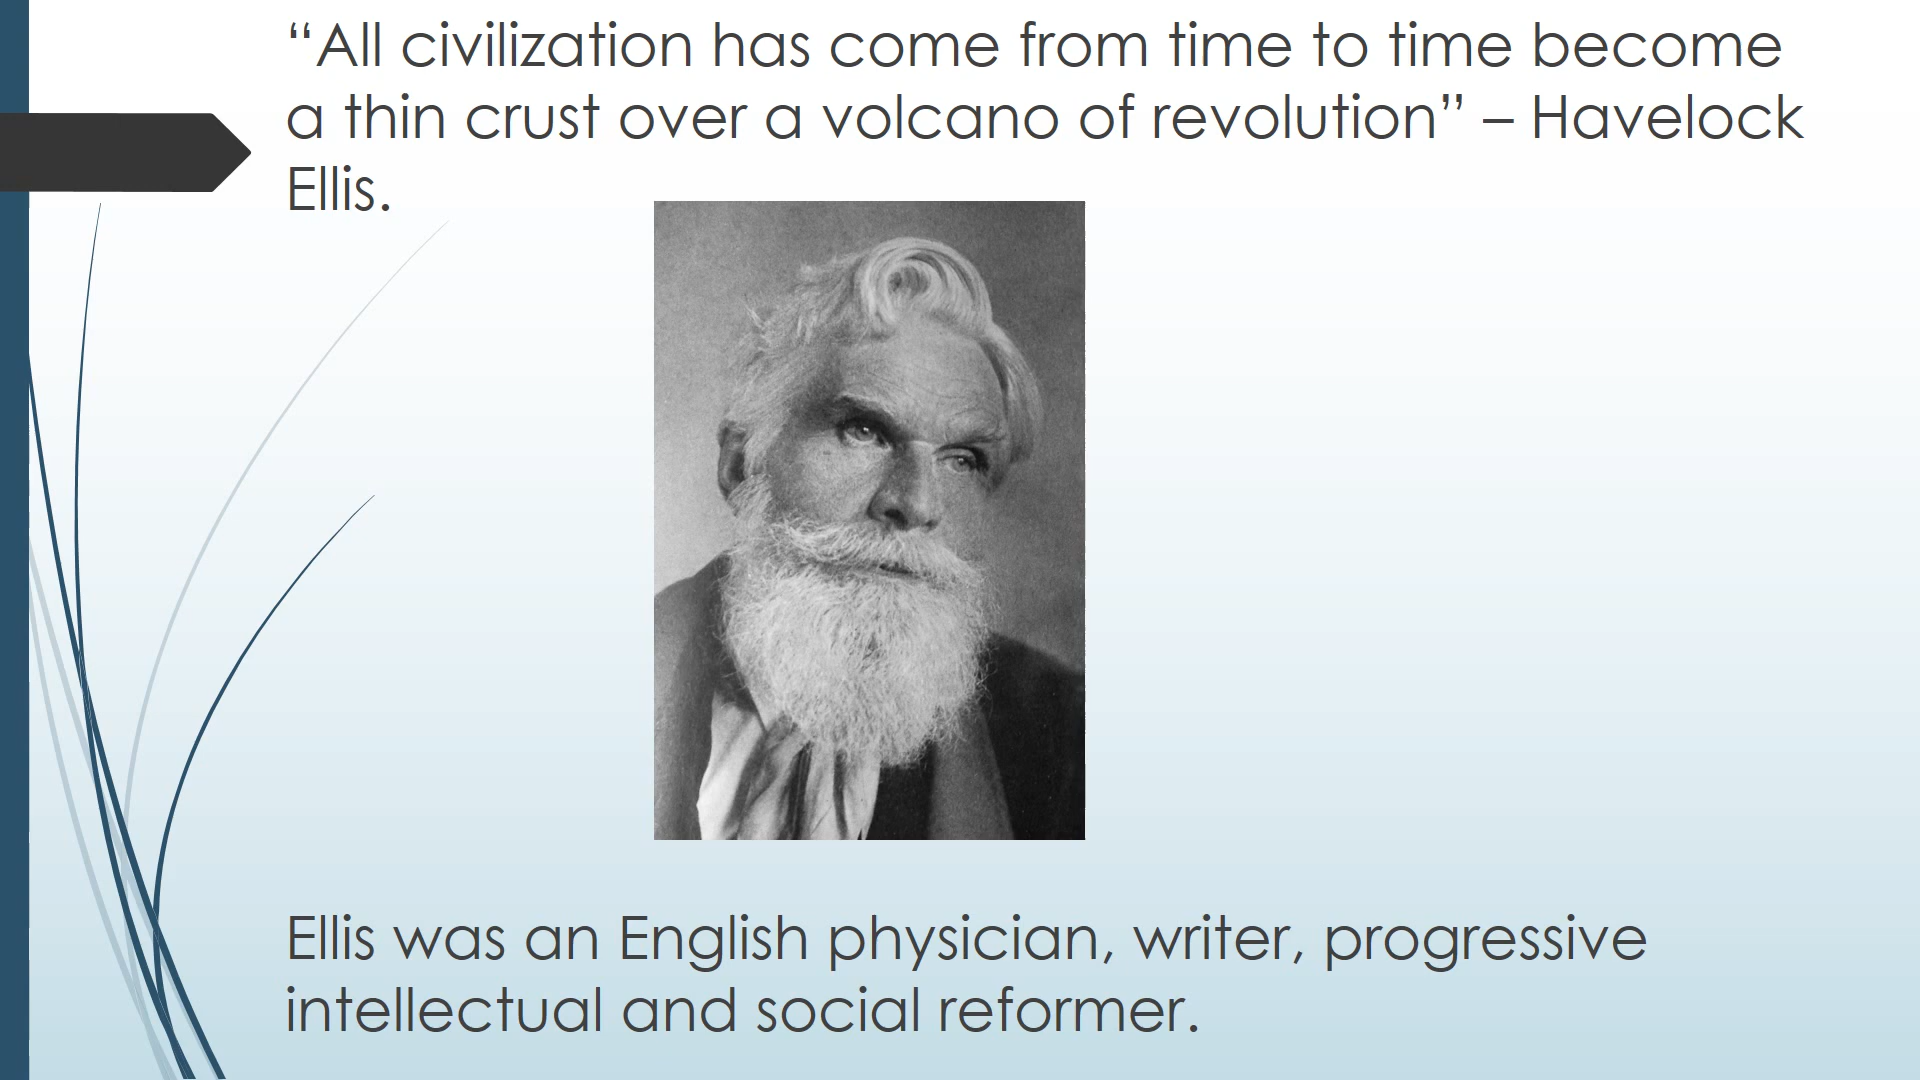 “All civilization has come from time to time become
a thin crust over a volcano of revolution” – Havelock
Ellis.
Ellis was an English physician, writer, progressive
intellectual and social reformer.